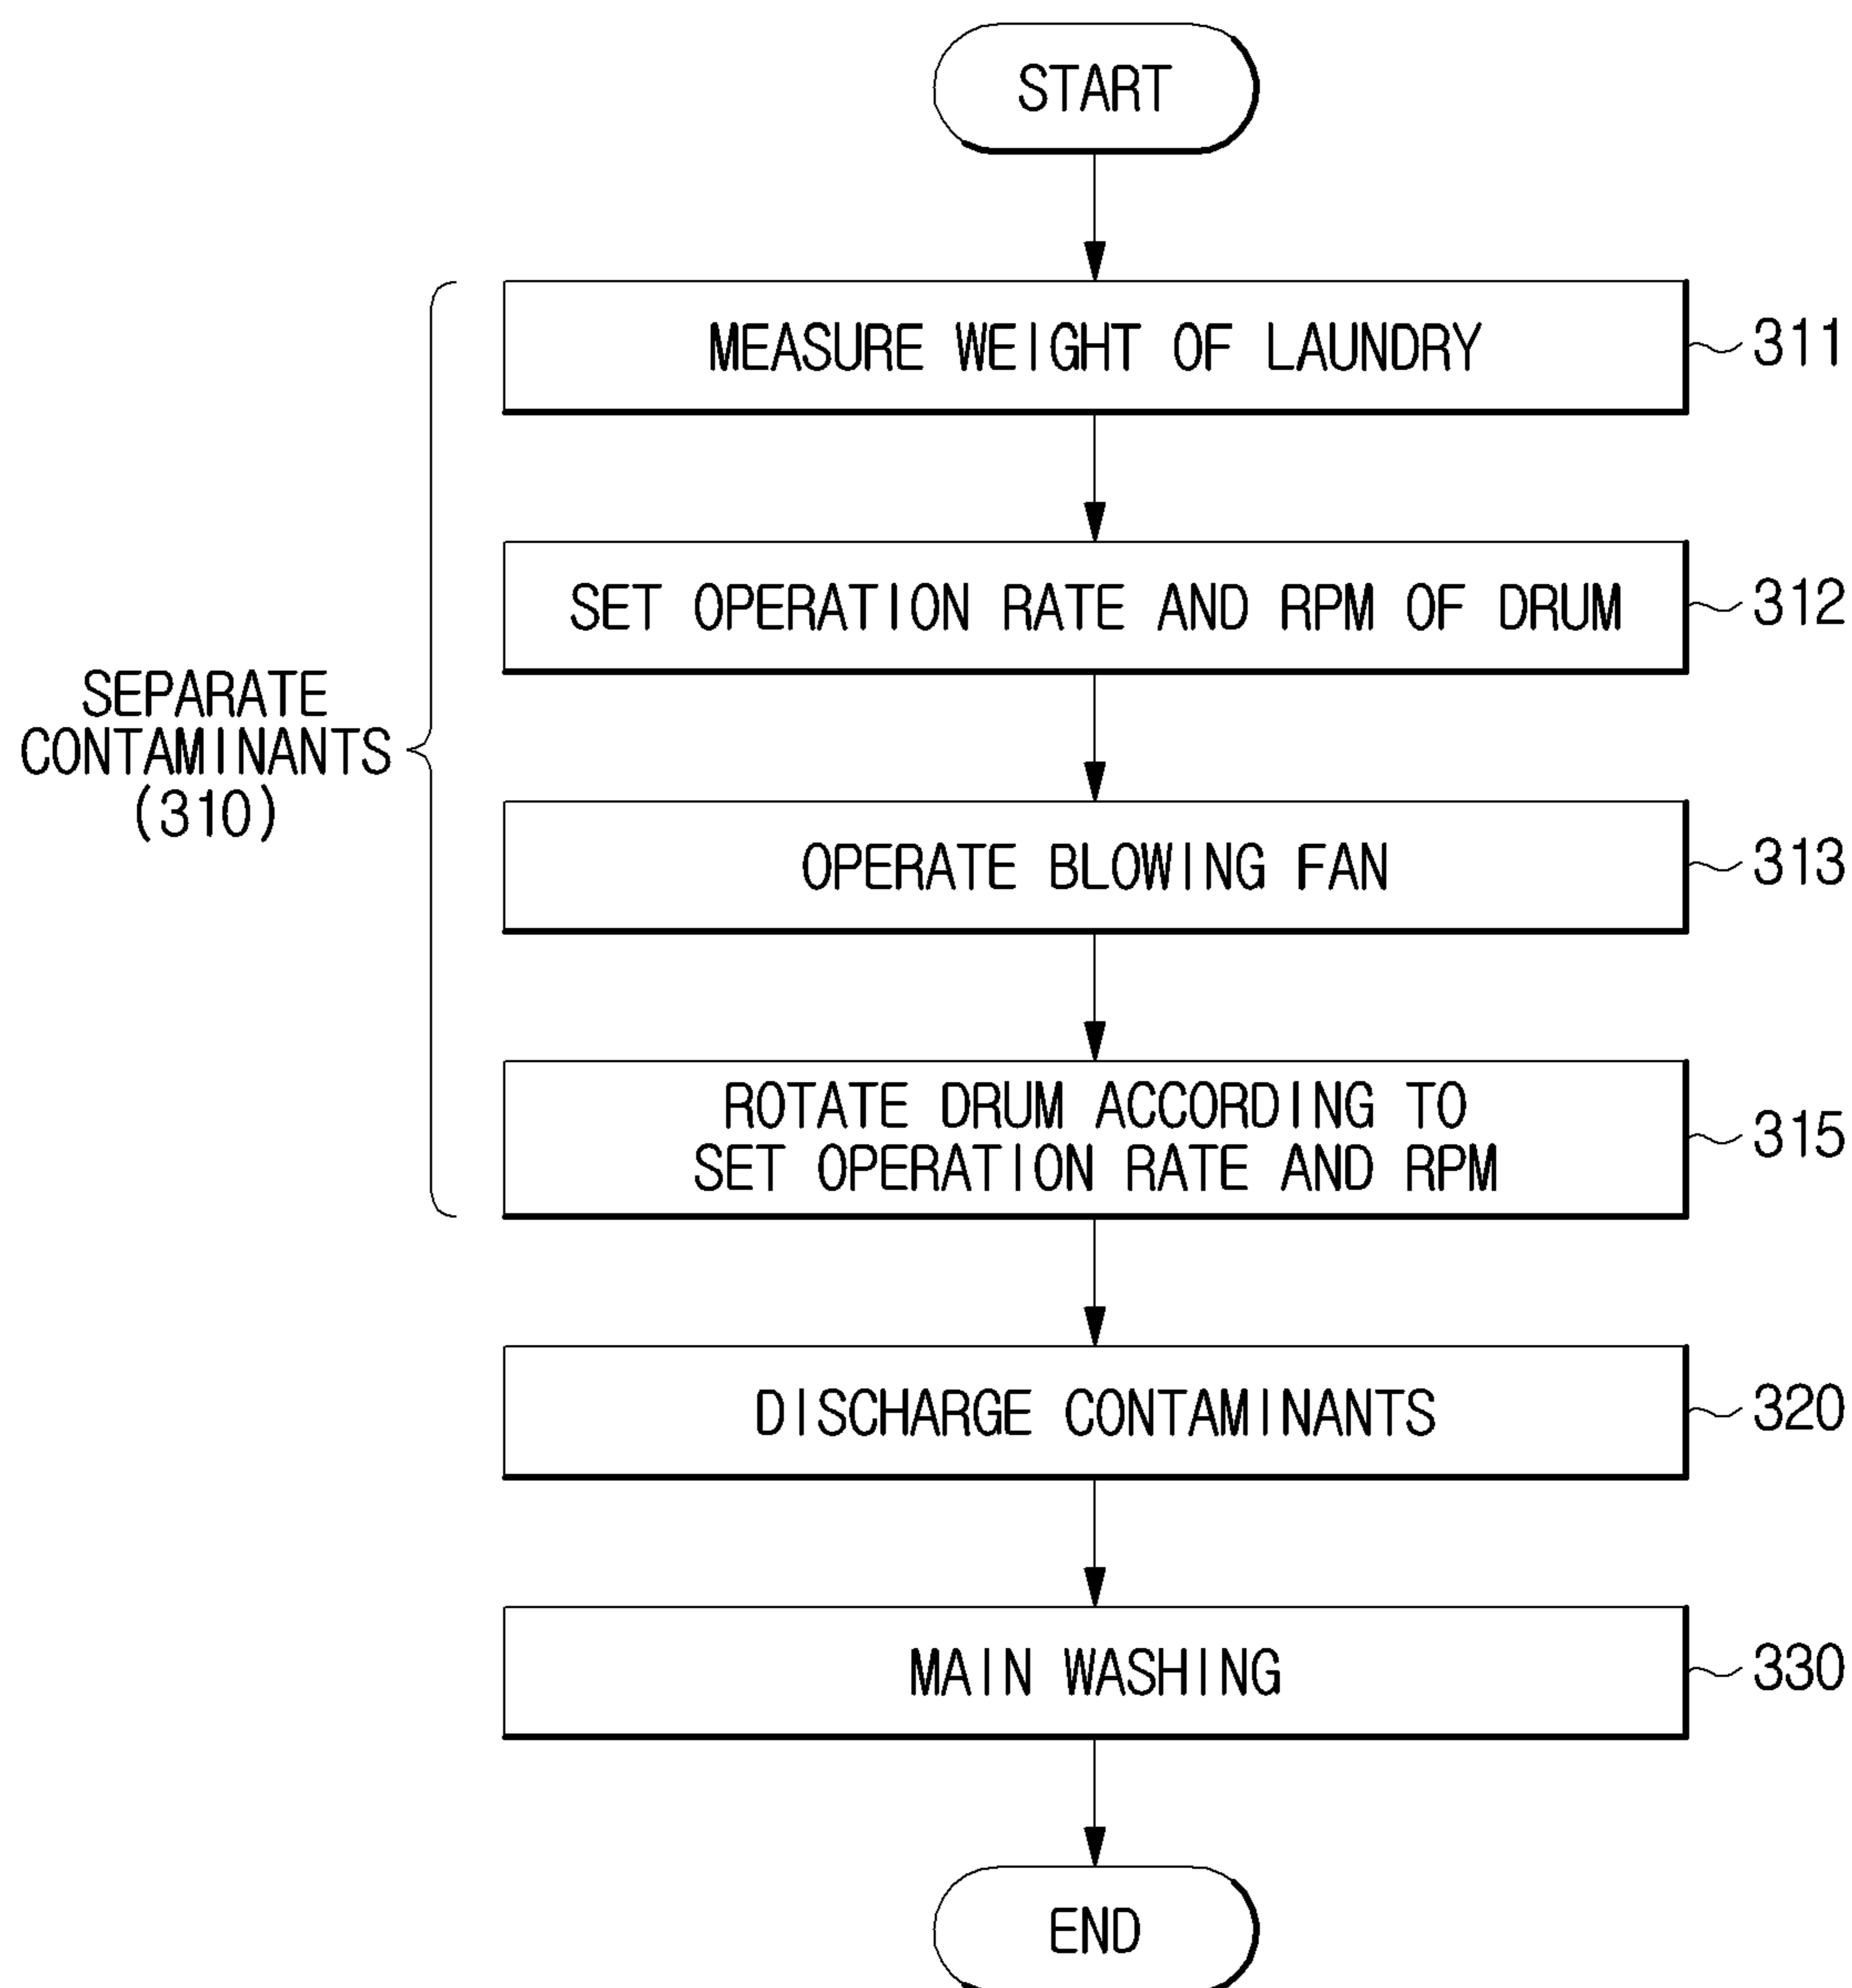 START
MEASURE WEIGHT OF LAUNDRY
311
SET OPERATION RATE AND RPM OF DRUM
312
SEPARATE
CONTAMINANTS
(310)
OPERATE BLOWING FAN
313
ROTATE DRUM ACCORDING TO
SET OPERATION RATE AND RPM
315
DISCHARGE CONTAMINANTS
320
MAIN WASHING
330
END